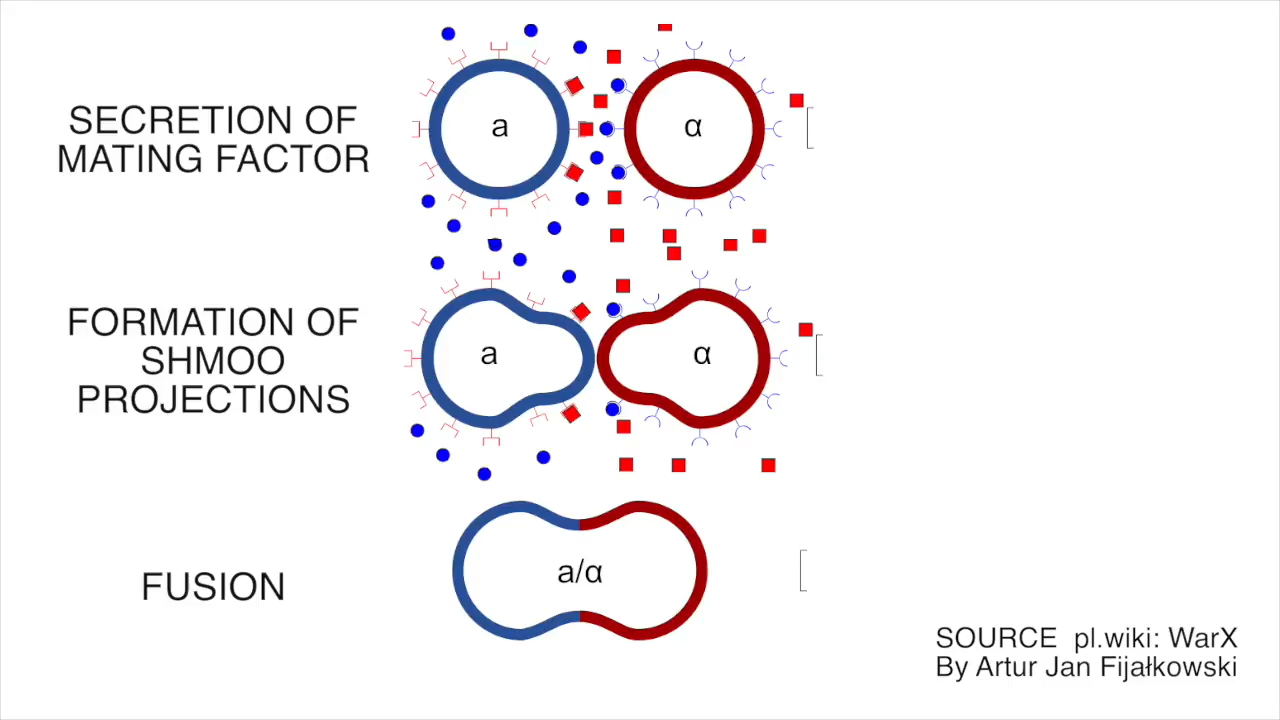 SECRETION OF
MATING FACTOR
a
α
FORMATION OF
SHMOO
PROJECTIONS
a
α
FUSION
a/α
SOURCE pl.wiki: WarX
By Artur Jan Fijałkowski